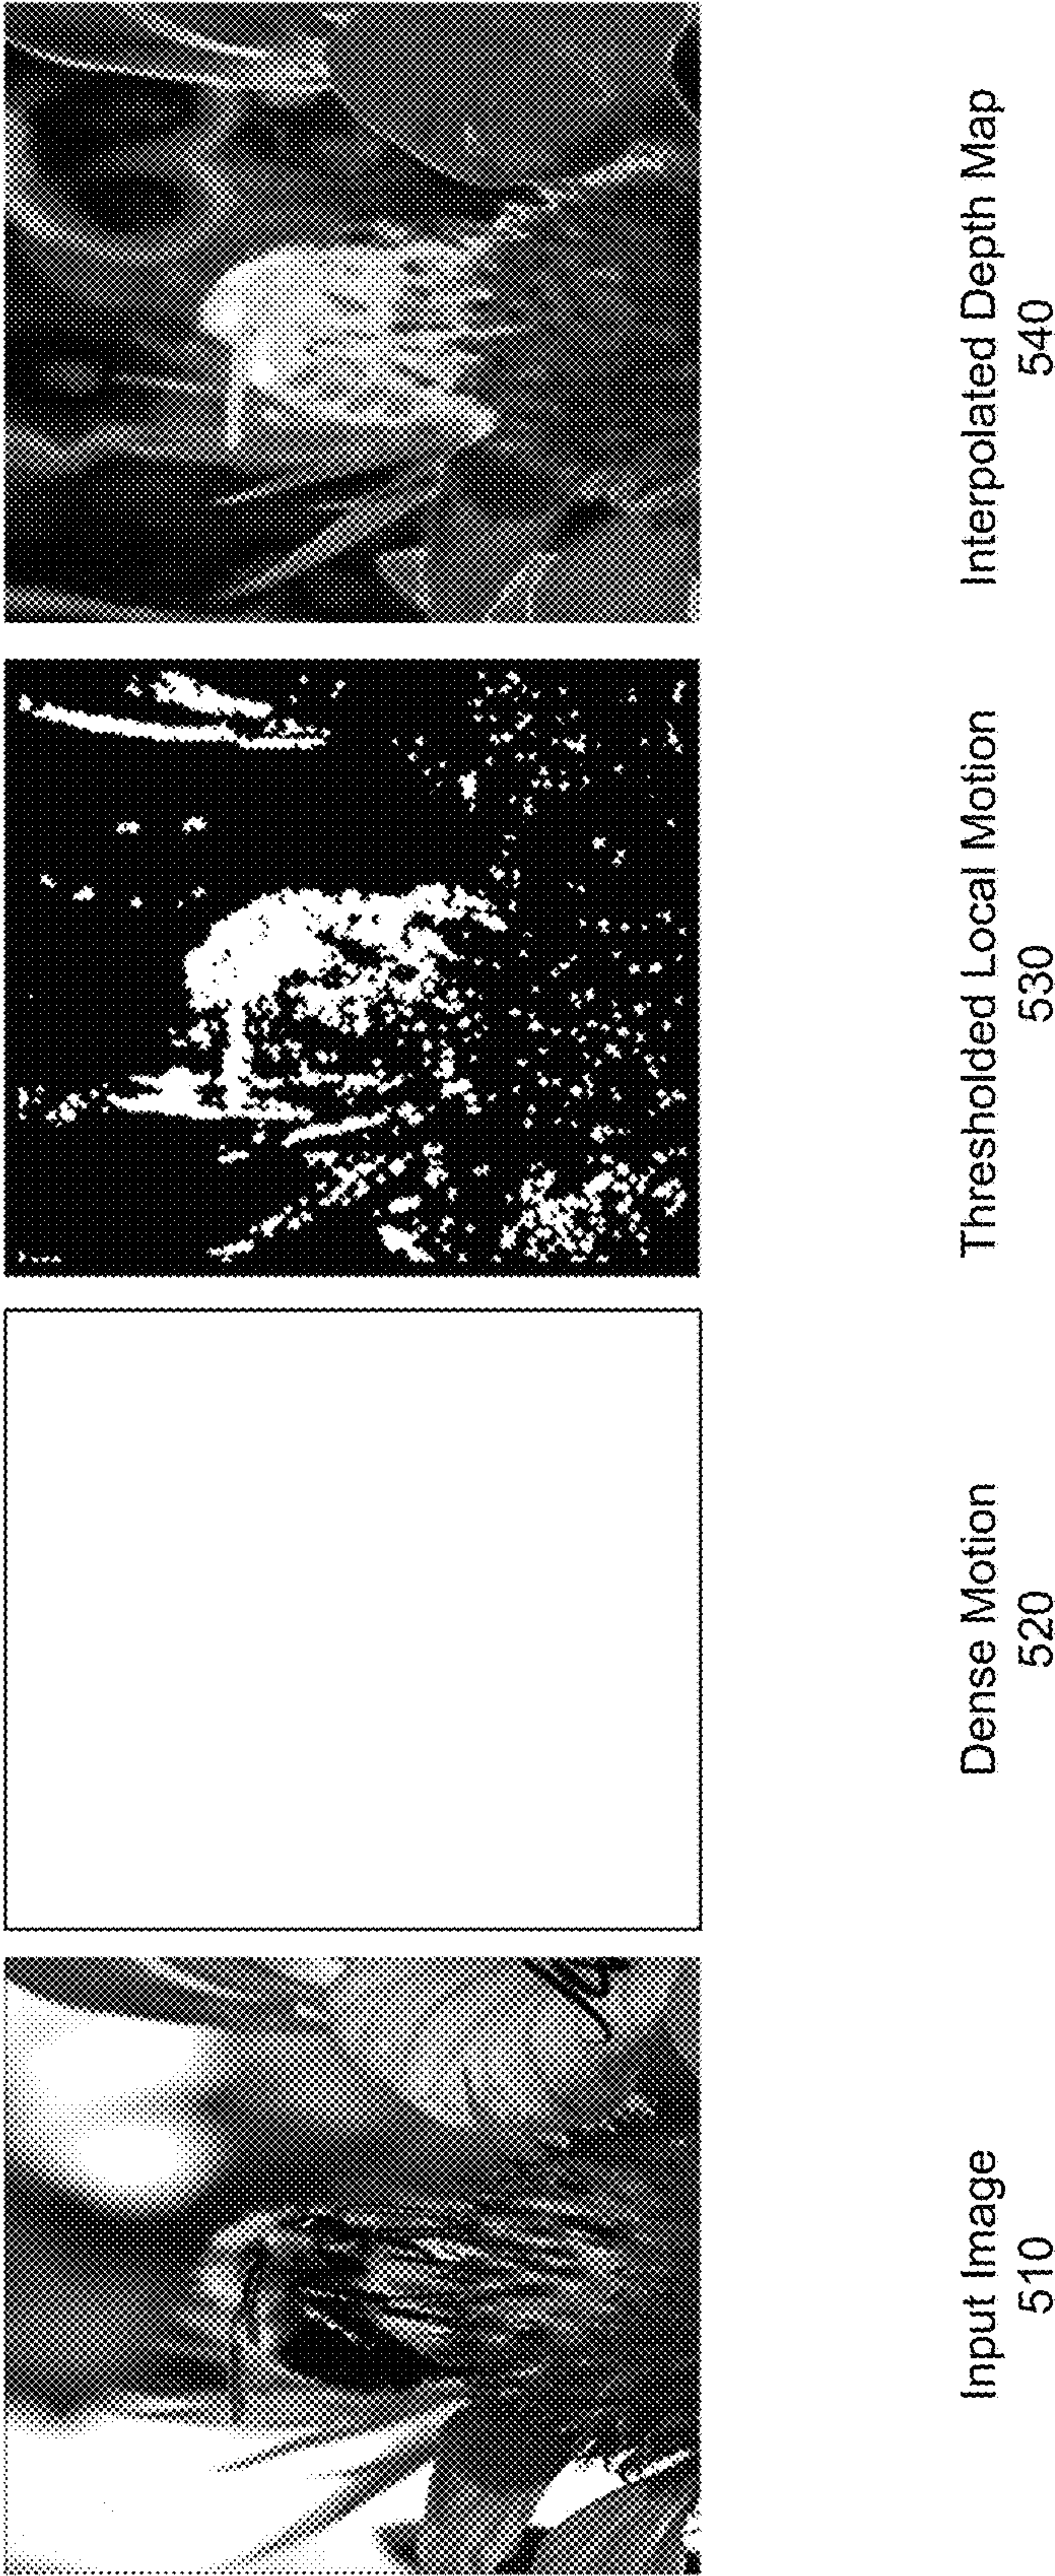 Input Image
510
Dense Motion
520
Thresholded Local Motion
530
Interpolated Depth Map
540